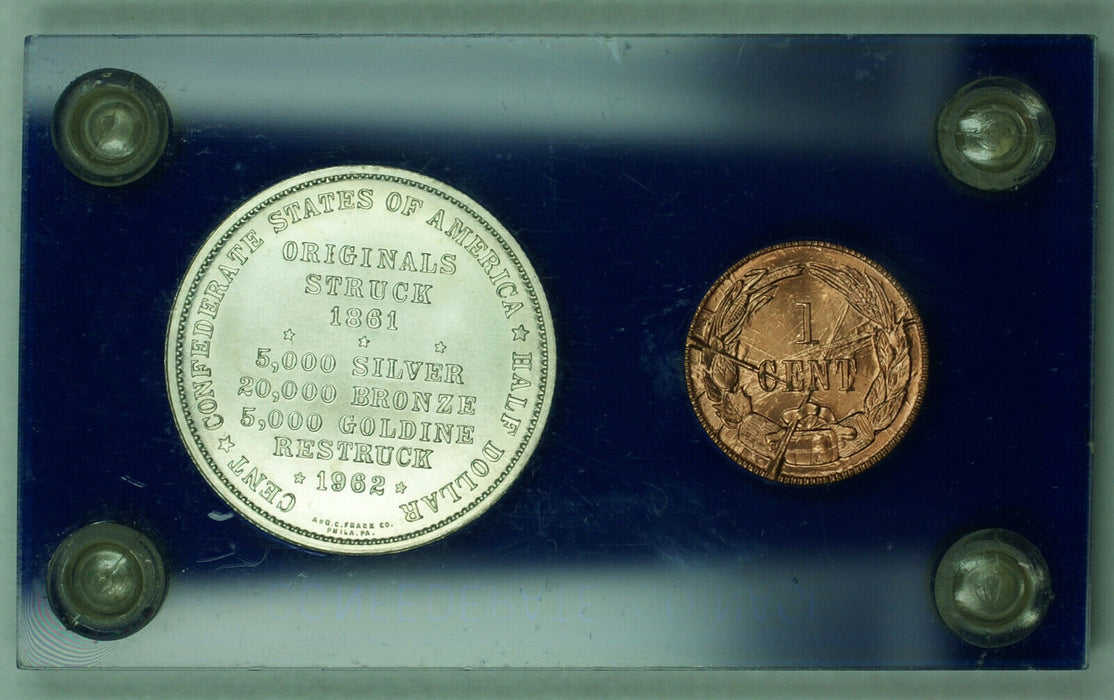 CONFEDERATE STATES OF AMERICA ★ HALF DOLLAR
CENT ★
ORIGINALS
STRUCK
1861
5,000 SILVER
20,000 BRONZE
5,000 GOLDINE
RESTRUCK
★ 1962 ★
AUG. C. FRANK CO.
PHILA. PA.
1
CENT